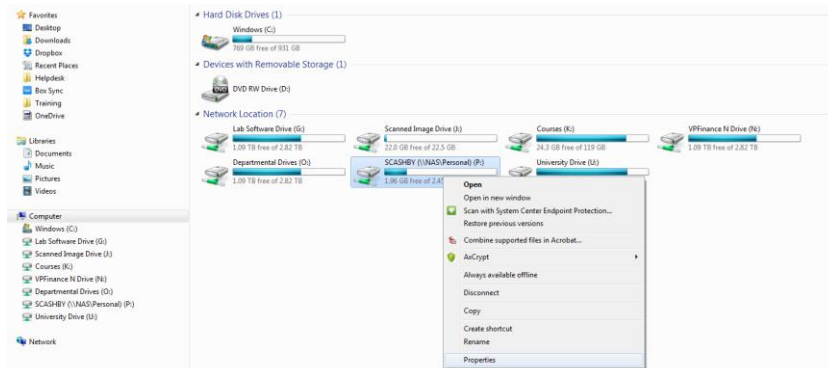 Favorites
Desktop
Downloads
Dropbox
Recent Places
Helpdesk
Box Sync
Training
OneDrive
Libraries
Documents
Music
Pictures
Videos
Computer
Windows (C:)
Lab Software Drive (G:)
Scanned Image Drive (J:)
Courses (K:)
VPFinance N Drive (N:)
Departmental Drives (O:)
SCASHBY (\\NAS\Personal) (P:)
University Drive (U:)
Network
Hard Disk Drives (1)
Windows (C:)
769 GB free of 931 GB
Devices with Removable Storage (1)
DVD RW Drive (D:)
Network Location (7)
Lab Software Drive (G:)
1.09 TB free of 2.82 TB
Scanned Image Drive (J:)
22.0 GB free of 22.5 GB
Courses (K:)
24.3 GB free of 119 GB
VPFinance N Drive (N:)
1.09 TB free of 2.82 TB
Departmental Drives (O:)
1.09 TB free of 2.82 TB
SCASHBY (\\NAS\Personal) (P:)
1.96 GB free of
University Drive (U:)
Open
Open in new window
Scan with System Center Endpoint Protection...
Restore previous versions
Combine supported files in Acrobat...
AxCrypt
Always available offline
Disconnect
Copy
Create shortcut
Rename
Properties